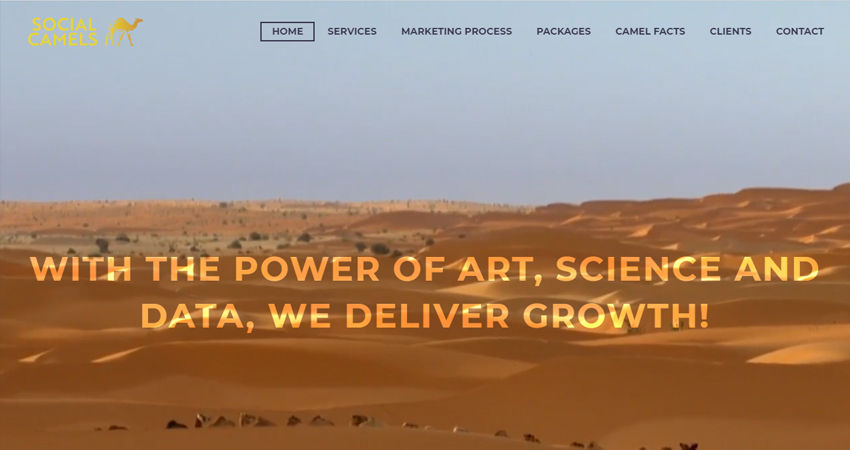 SOCIAL
CAMELS
HOME SERVICES MARKETING PROCESS PACKAGES CAMEL FACTS CLIENTS CONTACT
WITH THE POWER OF ART, SCIENCE AND
DATA, WE DELIVER GROWTH!